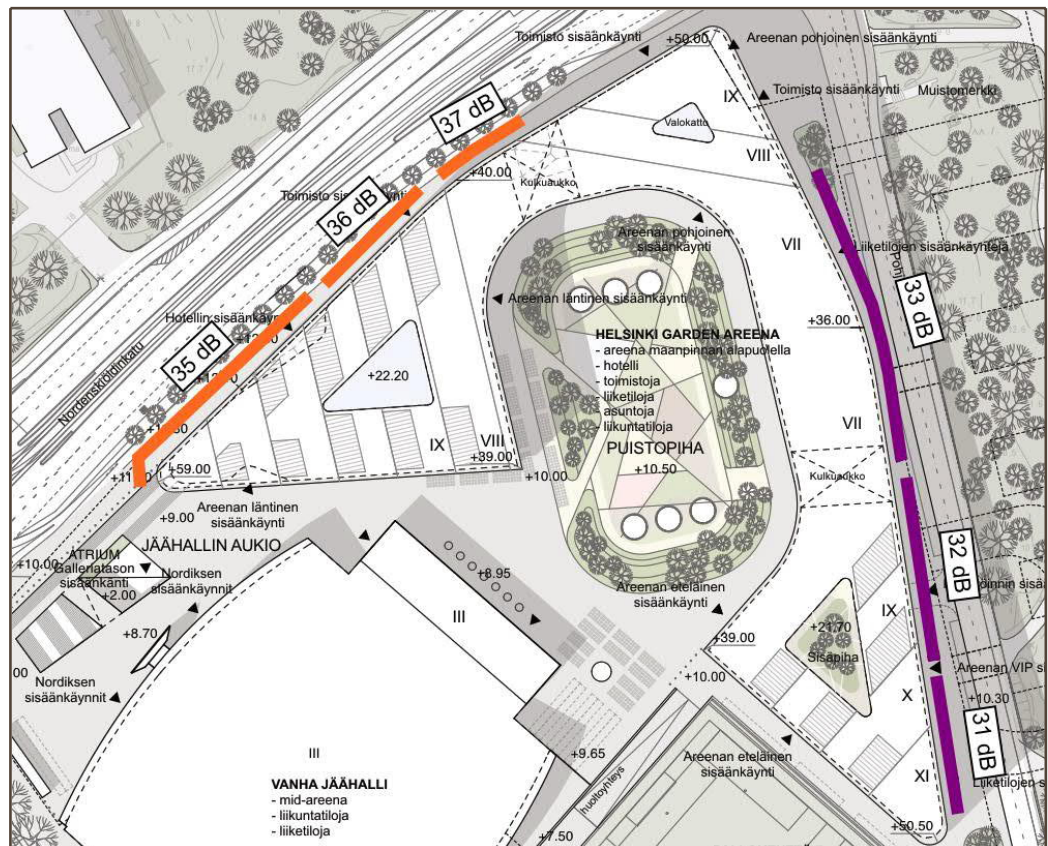 Toimisto sisäänkäynti
+50.00
Areenan pohjoinen sisäänkäynti
IX
Toimisto sisäänkäynti
Muistomerkki
37 dB
Valokatto
VIII
+40.00
Kulkuaukko
36 dB
Areenan pohjoinen
sisäänkäynti
VII
Liiketilojen sisäänkäyntejä
Areenan läntinen sisäänkäynti
33 dB
35 dB
Nordenskiöldinkatu
+36.00
HELSINKI GARDEN AREENA
- areena maanpinnan alapuolella
- hotelli
- toimistoja
- liiketiloja
- asuntoja
- liikuntatiloja
+22.20
PUISTOPIHA
+10.50
VII
IX
VIII
+39.00
+59.00
+10.00
Kulkuaukko
Areenan läntinen
sisäänkäynti
+9.00
JÄÄHALLIN AUKIO
ATRIUM
Galleriatason
sisäänkänti
+2.00
+10.00
Nordiksen
sisäänkäynnit
+8.95
32 dB
Areenan eteläinen
sisäänkäynti
IX
III
+21.70
Sisäpiha
+8.70
+39.00
Nordiksen
sisäänkäynnit
+10.00
Areenan VIP
X
+10.30
31 dB
III
+9.65
Areenan eteläinen
sisäänkäynti
XI
huoltoyhteys
VANHA JÄÄHALLI
- mid-areena
- liikuntatiloja
- liiketiloja
+7.50
+50.50